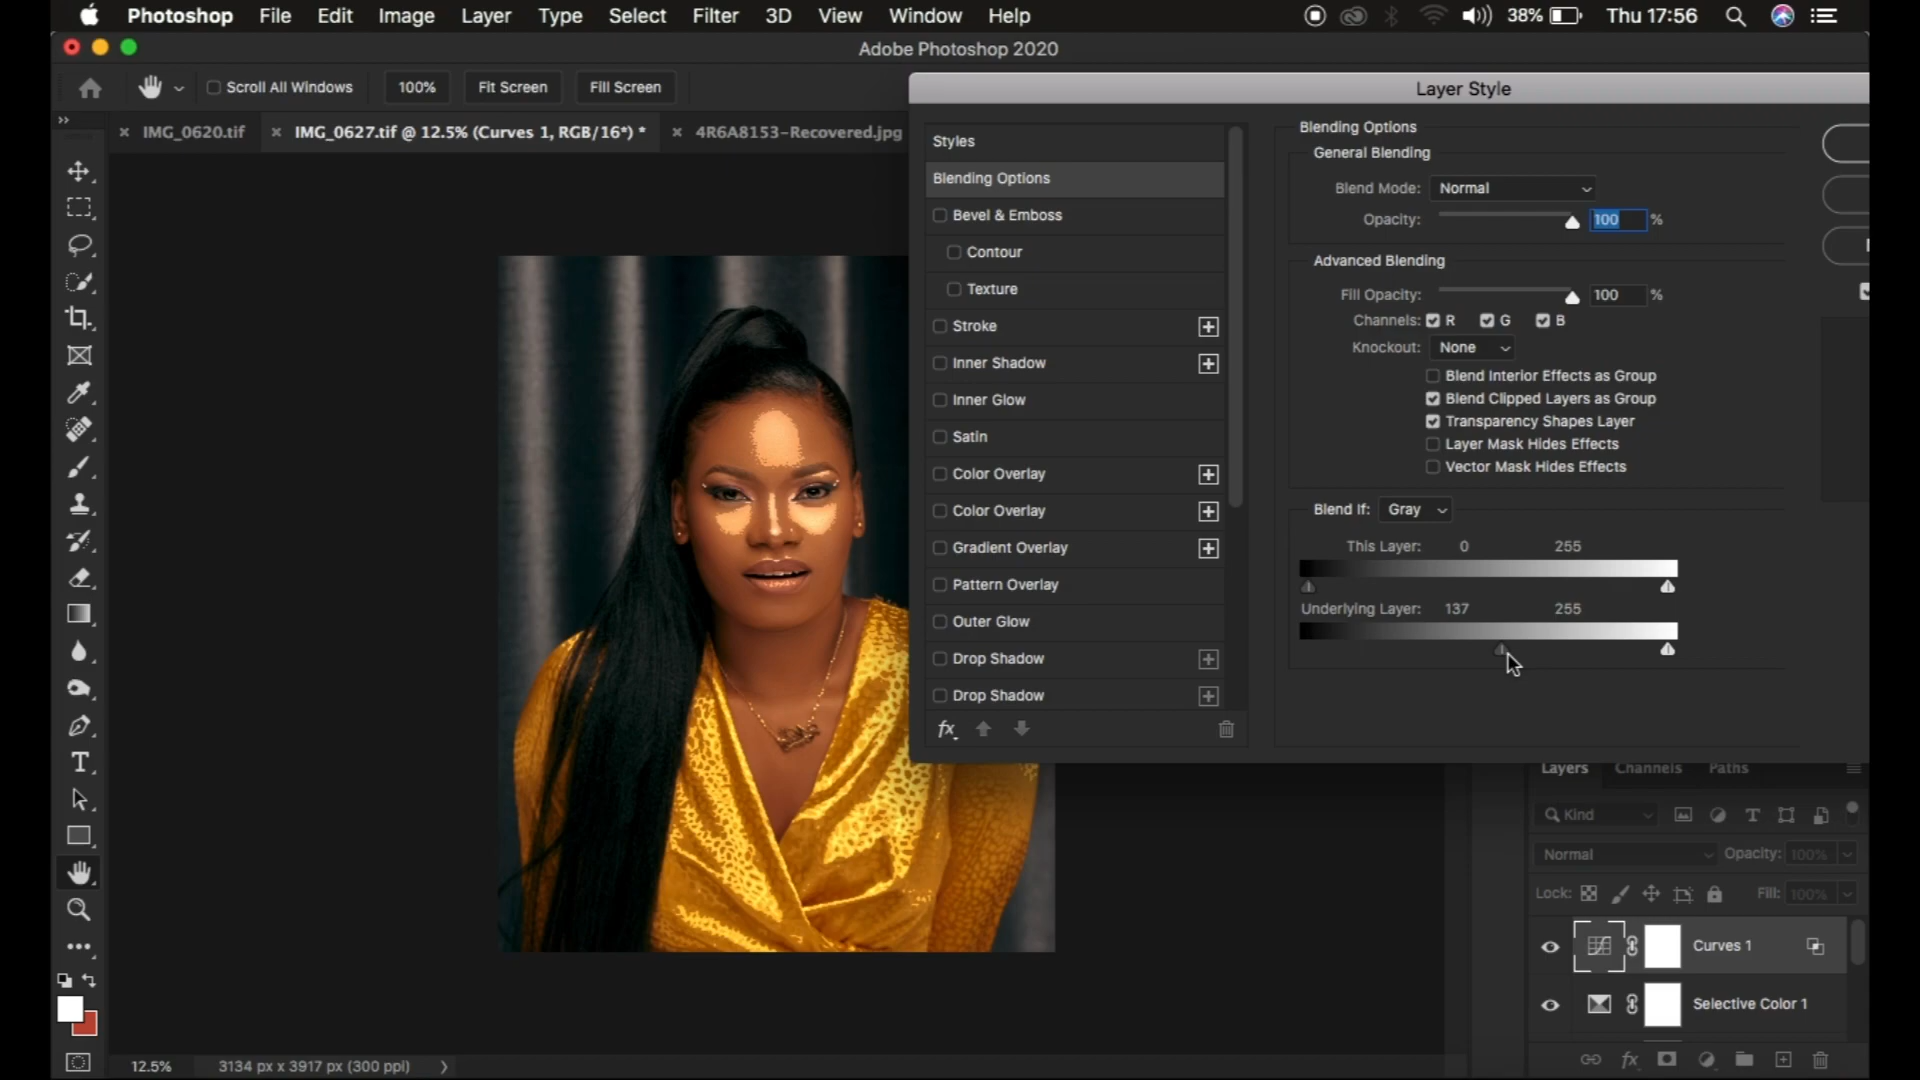 Photoshop File Edit Image Layer Type Select Filter 3D View Window Help 38% Thu 17:56
Adobe Photoshop 2020
Scroll All Windows 100% Fit Screen Fill Screen
IMG_0620.tif IMG_0627.tif @ 12.5% (Curves 1, RGB/16*) * 4R6A8153-Recovered.jpg
Layer Style
Styles
Blending Options
Bevel & Emboss
Contour
Texture
Stroke
Inner Shadow
Inner Glow
Satin
Color Overlay
Color Overlay
Gradient Overlay
Pattern Overlay
Outer Glow
Drop Shadow
Drop Shadow
fx
Blending Options
General Blending
Blend Mode: Normal
Opacity: 100 %
Advanced Blending
Fill Opacity: 100 %
Channels: R G B
Knockout: None
Blend Interior Effects as Group
Blend Clipped Layers as Group
Transparency Shapes Layer
Layer Mask Hides Effects
Vector Mask Hides Effects
Blend If: Gray
This Layer: 0 255
Underlying Layer: 137 255
Layers Channels Paths
Kind
Normal Opacity: 100%
Lock: Fill: 100%
Curves 1
Selective Color 1
fx
12.5% 3134 px x 3917 px (300 ppi)